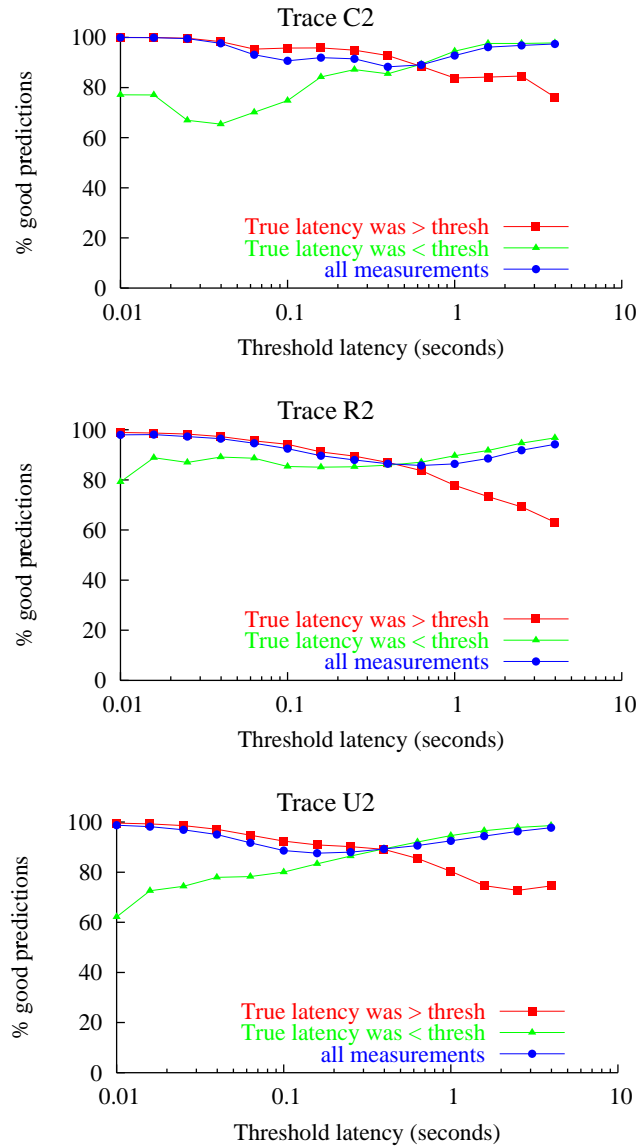 Trace C2
100
80
60
40
20
0
% good predictions
True latency was > thresh
True latency was < thresh
all measurements
0.01 0.1 1 10
Threshold latency (seconds)
Trace R2
100
80
60
40
20
0
% good predictions
True latency was > thresh
True latency was < thresh
all measurements
0.01 0.1 1 10
Threshold latency (seconds)
Trace U2
100
80
60
40
20
0
% good predictions
True latency was > thresh
True latency was < thresh
all measurements
0.01 0.1 1 10
Threshold latency (seconds)